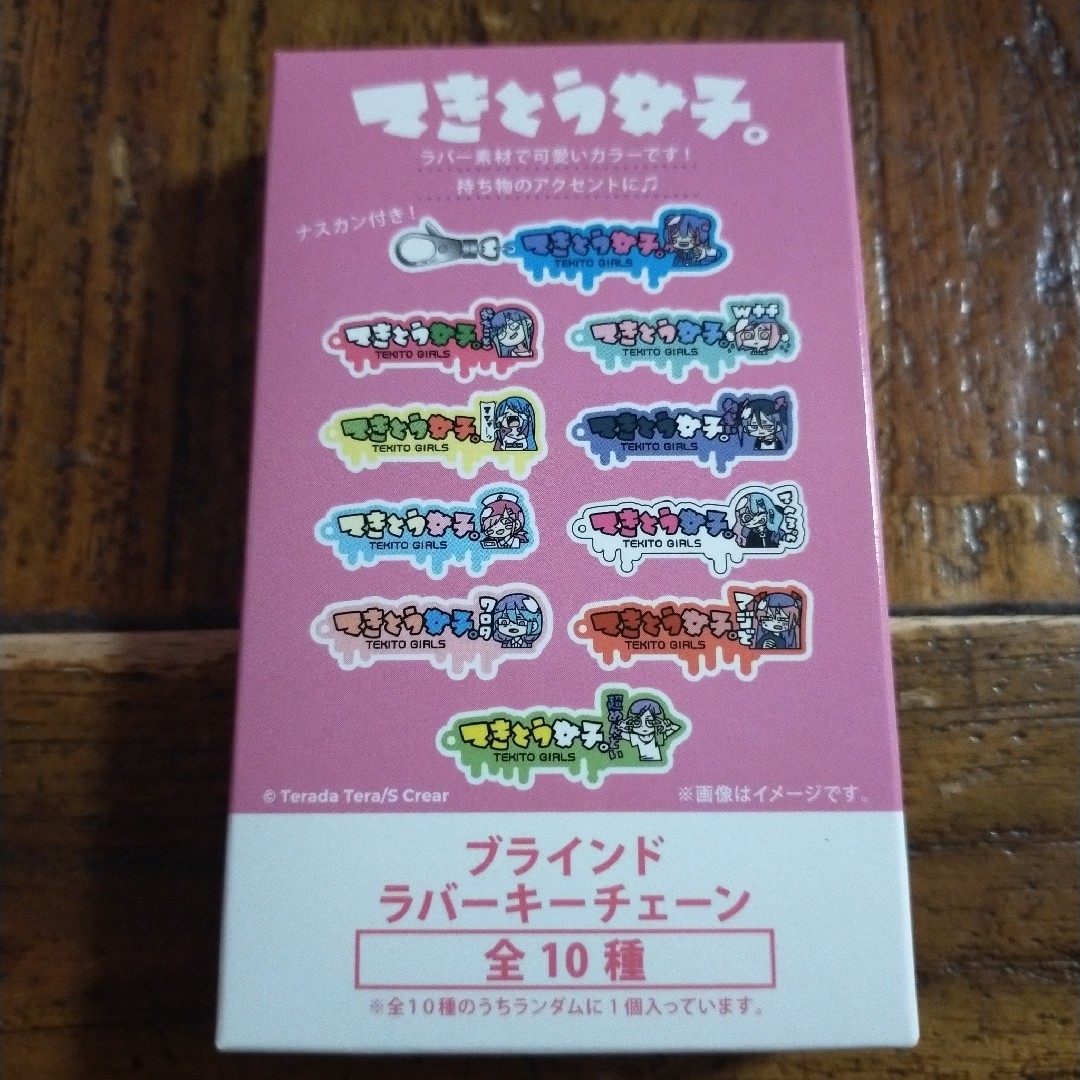 てきとう女子。
ラバー素材で可愛いカラーです！
持ち物のアクセントに♫
ナスカン付き！
てきとう女子。
TEKITO GIRLS
てきとう女子。
TEKITO GIRLS
てきとう女子。
TEKITO GIRLS
てきとう女子。
TEKITO GIRLS
てきとう女子。
TEKITO GIRLS
てきとう女子。
TEKITO GIRLS
てきとう女子。
TEKITO GIRLS
てきとう女子。
ワロタ
TEKITO GIRLS
てきとう女子。
マジで
TEKITO GIRLS
てきとう女子。
TEKITO GIRLS
© Terada Tera/S Crear
※画像はイメージです。
ブラインド
ラバーキーチェーン
全10種
※全10種のうちランダムに1個入っています。